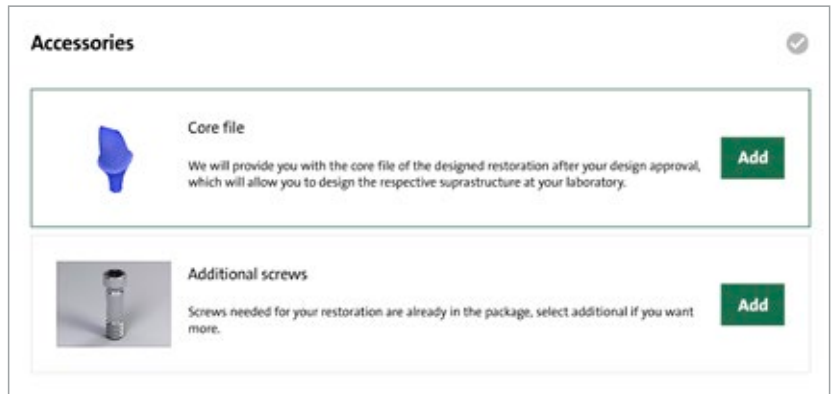 Accessories
Core file
We will provide you with the core file of the designed restoration after your design approval,
which will allow you to design the respective suprastructure at your laboratory.
Add
Additional screws
Screws needed for your restoration are already in the package, select additional if you want
more.
Add